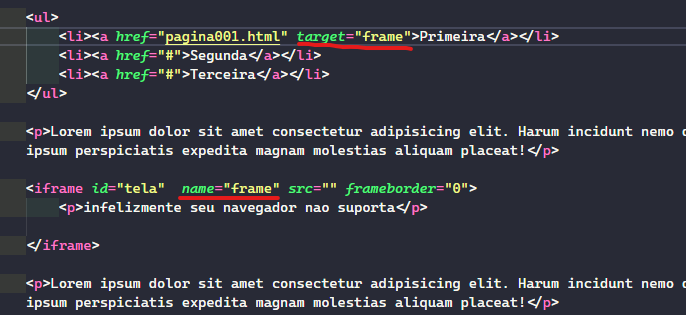 <ul>
<li><a href="pagina001.html" target="frame">Primeira</a></li>
<li><a href="#">Segunda</a></li>
<li><a href="#">Terceira</a></li>
</ul>
<p>Lorem ipsum dolor sit amet consectetur adipisicing elit. Harum incidunt nemo
ipsum perspiciatis expedita magnam molestias aliquam placeat!</p>
<iframe id="tela"  name="frame" src="" frameborder="0">
<p>infelizmente seu navegador nao suporta</p>
</iframe>
<p>Lorem ipsum dolor sit amet consectetur adipisicing elit. Harum incidunt nemo
ipsum perspiciatis expedita magnam molestias aliquam placeat!</p>